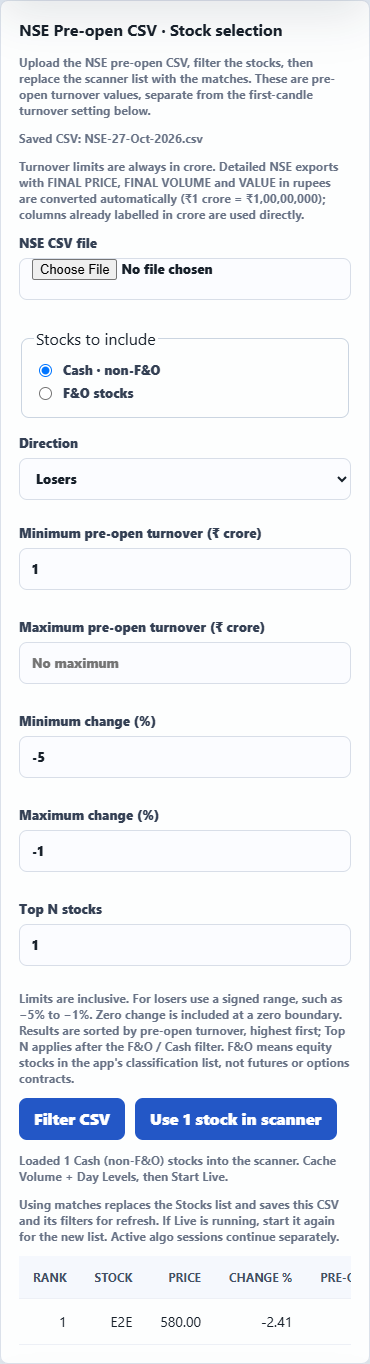 NSE Pre-open CSV · Stock selection
Upload the NSE pre-open CSV, filter the stocks, then
replace the scanner list with the matches. These are pre-
open turnover values, separate from the first-candle
turnover setting below.
Saved CSV: NSE-27-Oct-2026.csv
Turnover limits are always in crore. Detailed NSE exports
with FINAL PRICE, FINAL VOLUME and VALUE in rupees
are converted automatically (₹1 crore = ₹1,00,00,000);
columns already labelled in crore are used directly.
NSE CSV file
Choose File No file chosen
Stocks to include
Cash · non-F&O
F&O stocks
Direction
Losers
Minimum pre-open turnover (₹ crore)
1
Maximum pre-open turnover (₹ crore)
No maximum
Minimum change (%)
-5
Maximum change (%)
-1
Top N stocks
1
Limits are inclusive. For losers use a signed range, such as
−5% to −1%. Zero change is included at a zero boundary.
Results are sorted by pre-open turnover, highest first; Top
N applies after the F&O / Cash filter. F&O means equity
stocks in the app's classification list, not futures or options
contracts.
Filter CSV Use 1 stock in scanner
Loaded 1 Cash (non-F&O) stocks into the scanner. Cache
Volume + Day Levels, then Start Live.
Using matches replaces the Stocks list and saves this CSV
and its filters for refresh. If Live is running, start it again
for the new list. Active algo sessions continue separately.
RANK STOCK PRICE CHANGE % PRE-
1 E2E 580.00 -2.41